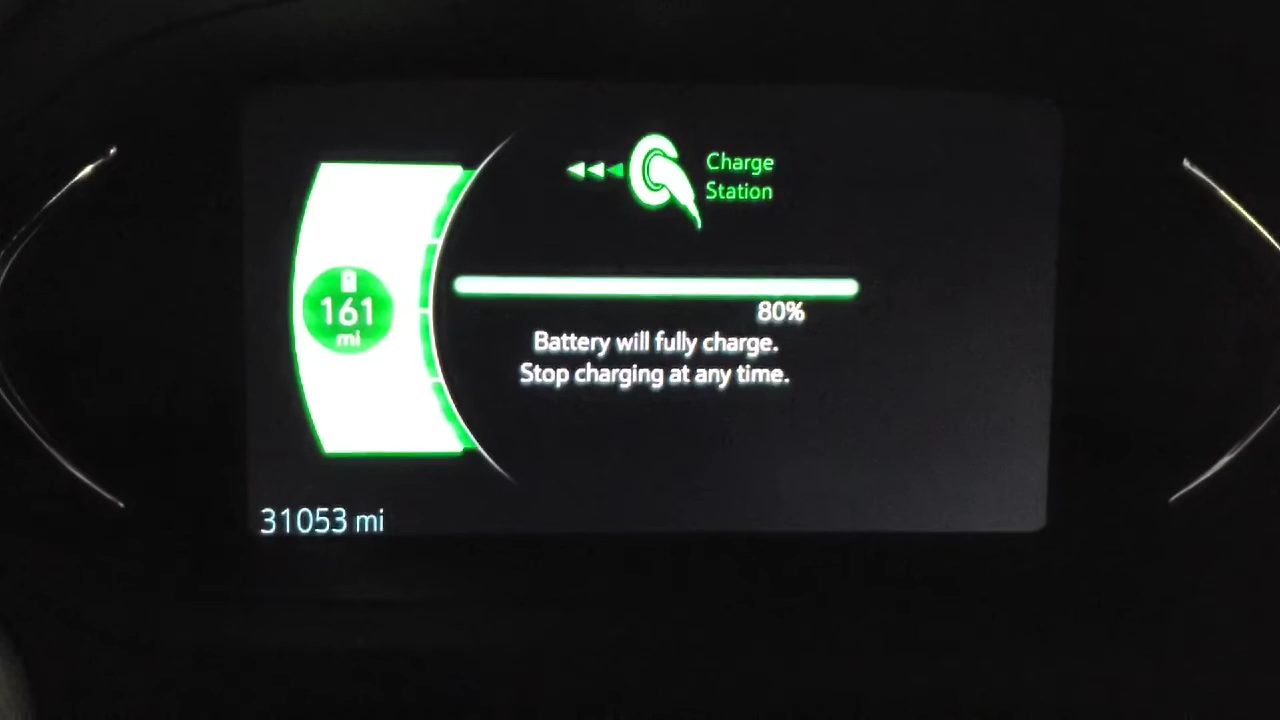 Charge
Station
80%
161
mi
Battery will fully charge.
Stop charging at any time.
31053 mi